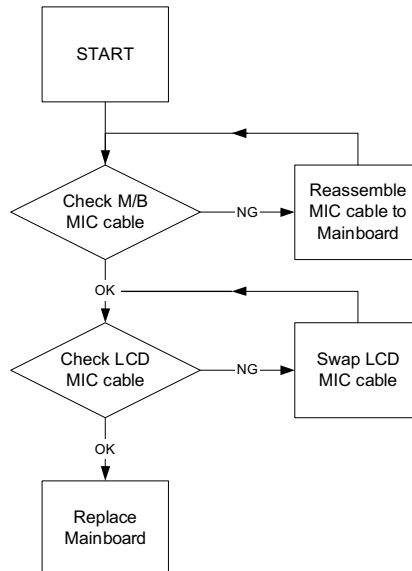 START
Check M/B
MIC cable
NG
Reassemble
MIC cable to
Mainboard
OK
Check LCD
MIC cable
NG
Swap LCD
MIC cable
OK
Replace
Mainboard